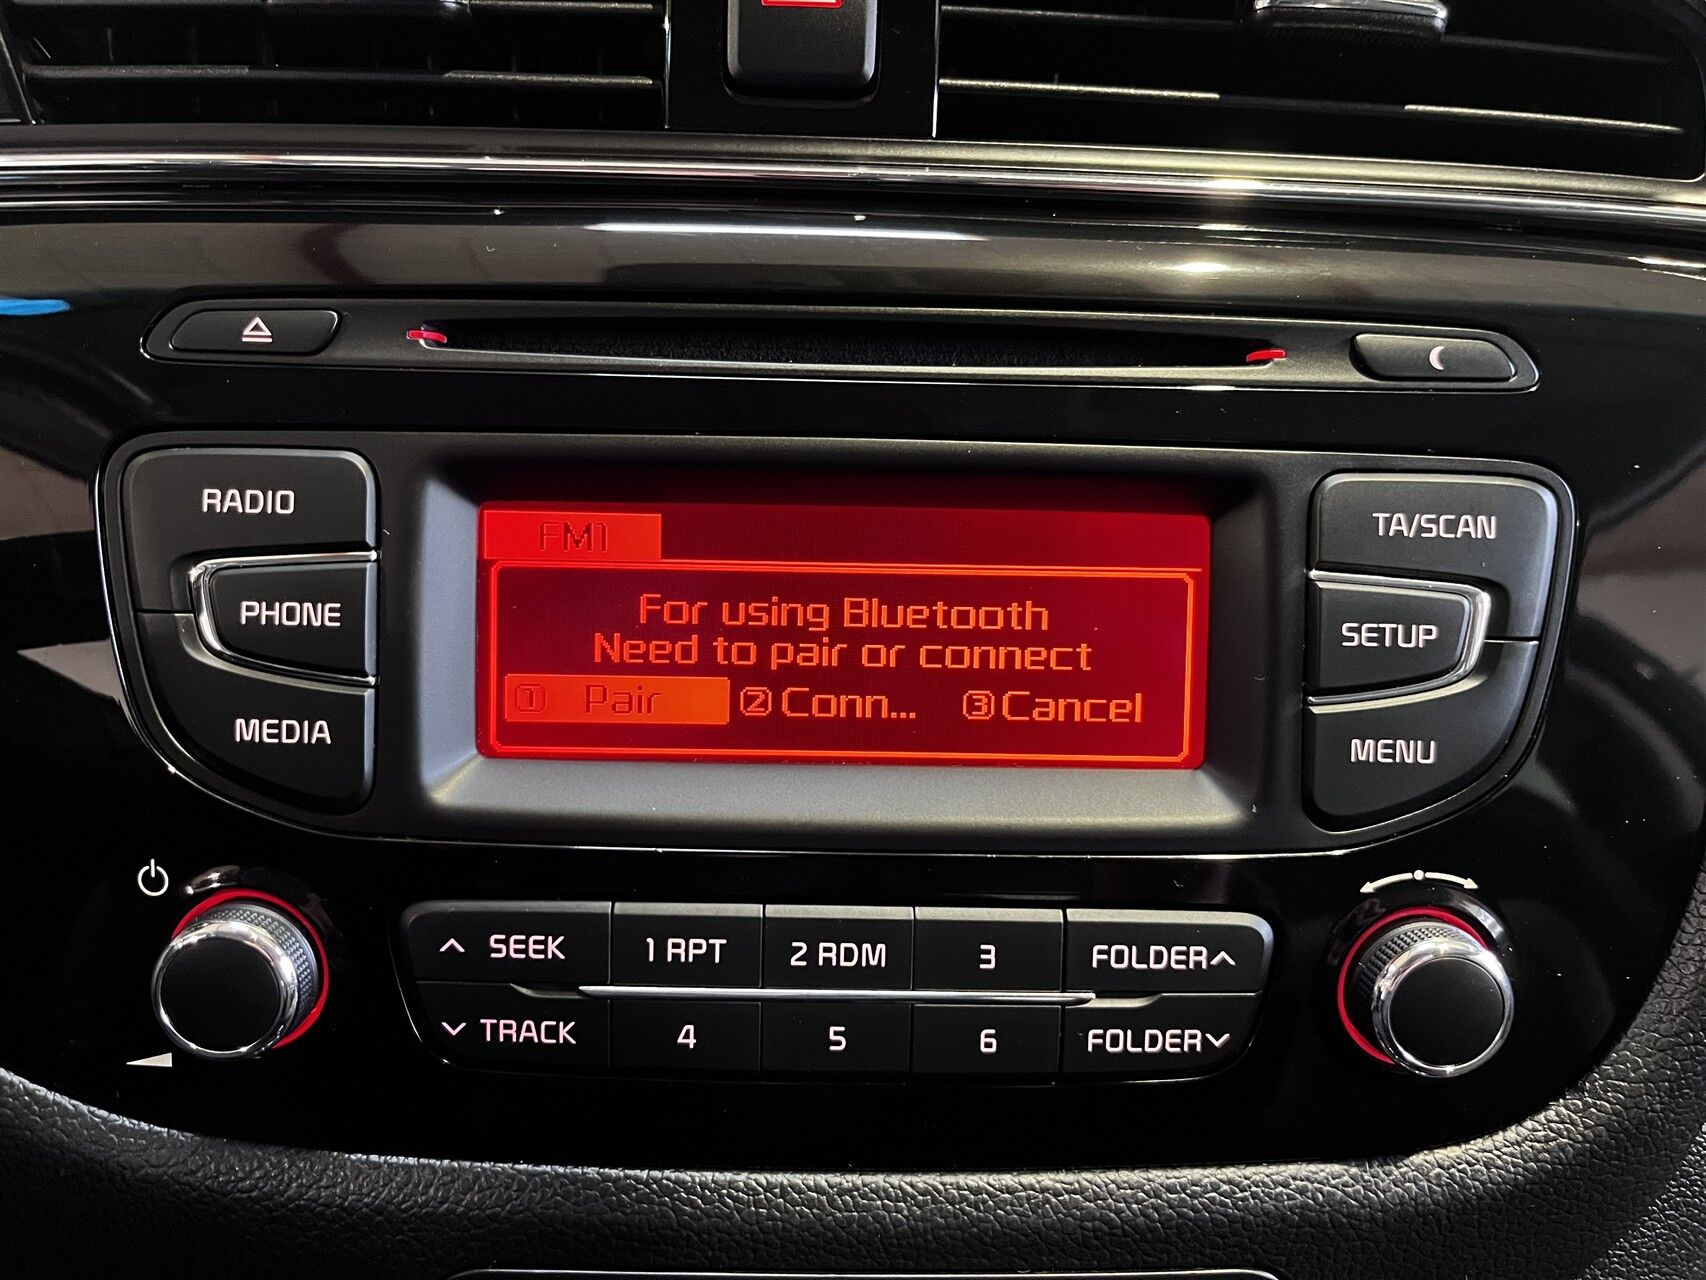 RADIO
PHONE
MEDIA
FM1
For using Bluetooth
Need to pair or connect
① Pair ② Conn... ③ Cancel
TA/SCAN
SETUP
MENU
SEEK 1 RPT 2 RDM 3 FOLDER
TRACK 4 5 6 FOLDER